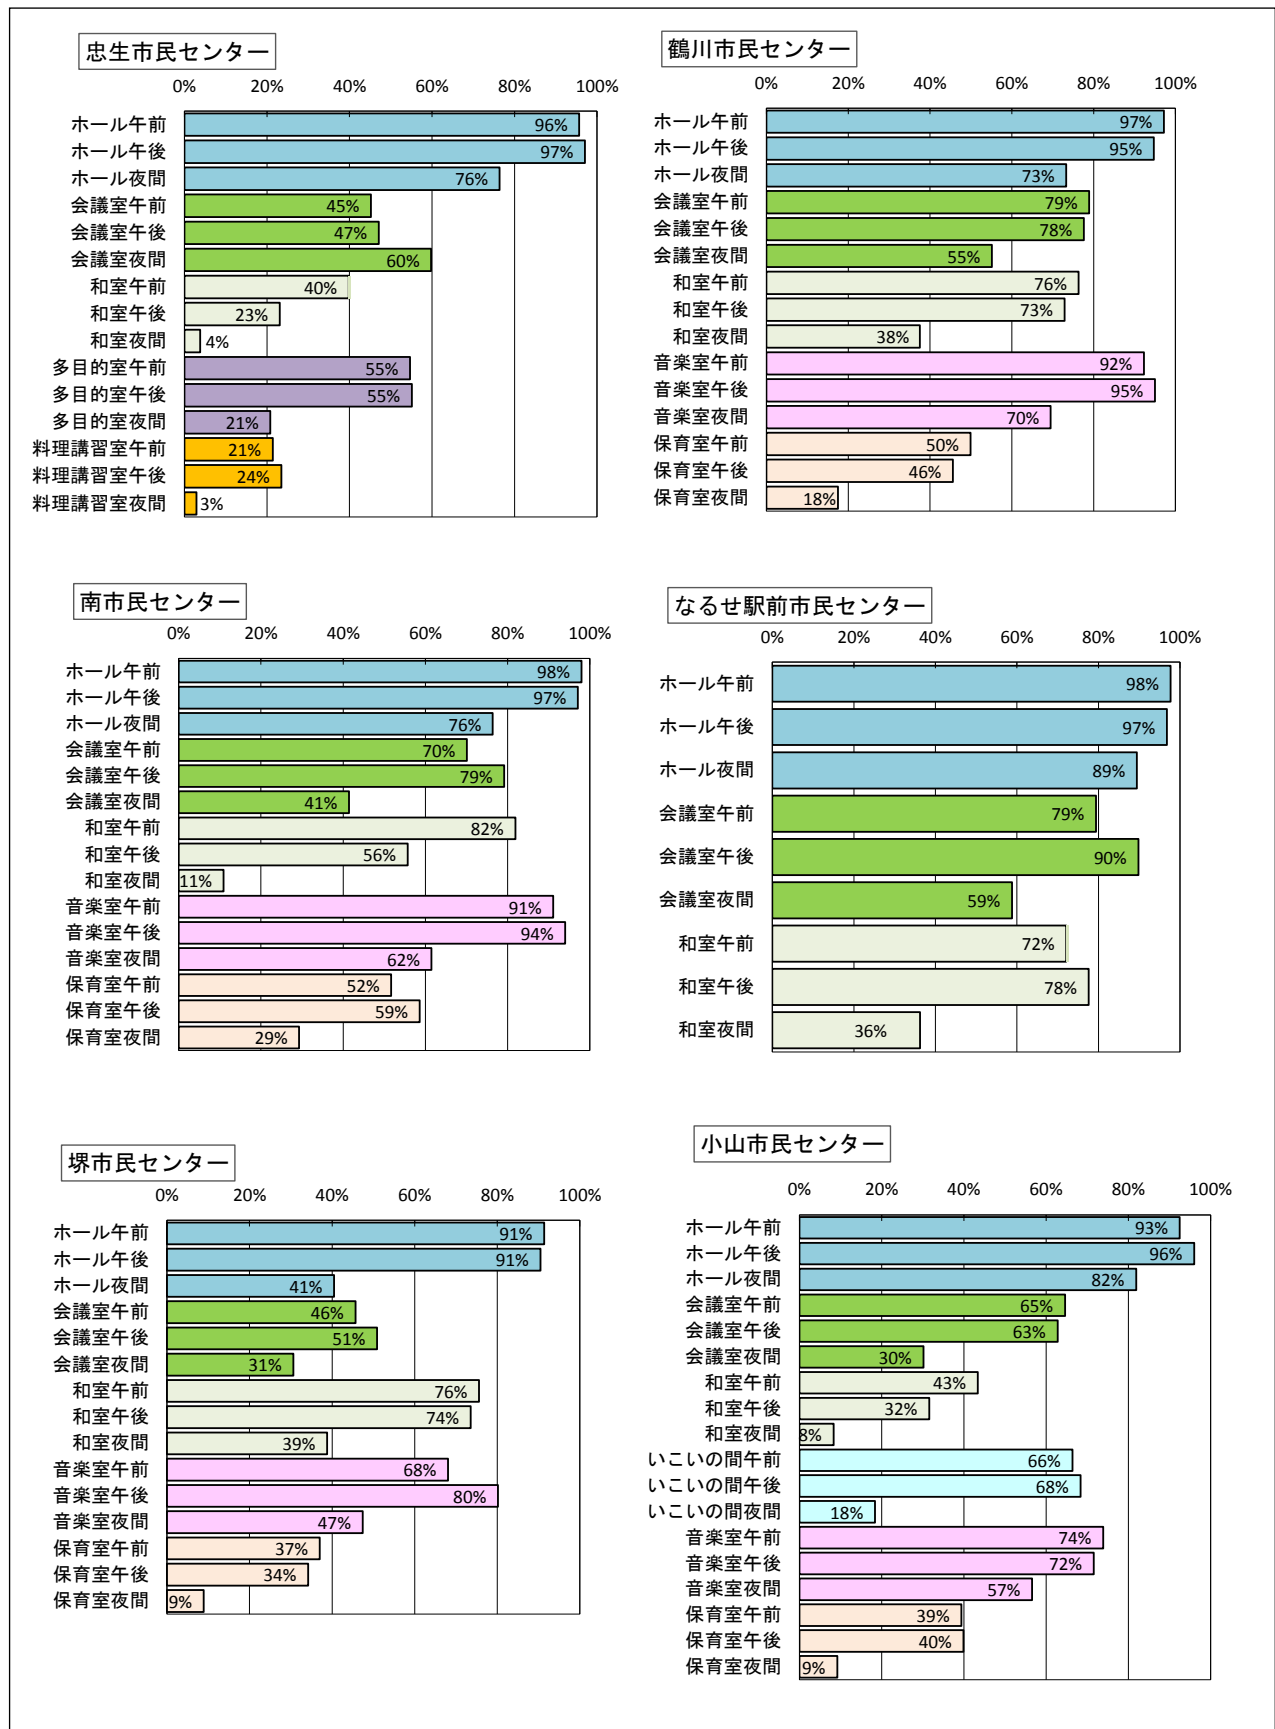 忠生市民センター
0% 20% 40% 60% 80% 100%
ホール午前 96%
ホール午後 97%
ホール夜間 76%
会議室午前 45%
会議室午後 47%
会議室夜間 60%
和室午前 40%
和室午後 23%
和室夜間 4%
多目的室午前 55%
多目的室午後 55%
多目的室夜間 21%
料理講習室午前 21%
料理講習室午後 24%
料理講習室夜間 3%
鶴川市民センター
0% 20% 40% 60% 80% 100%
ホール午前 97%
ホール午後 95%
ホール夜間 73%
会議室午前 79%
会議室午後 78%
会議室夜間 55%
和室午前 76%
和室午後 73%
和室夜間 38%
音楽室午前 92%
音楽室午後 95%
音楽室夜間 70%
保育室午前 50%
保育室午後 46%
保育室夜間 18%
南市民センター
0% 20% 40% 60% 80% 100%
ホール午前 98%
ホール午後 97%
ホール夜間 76%
会議室午前 70%
会議室午後 79%
会議室夜間 41%
和室午前 82%
和室午後 56%
和室夜間 11%
音楽室午前 91%
音楽室午後 94%
音楽室夜間 62%
保育室午前 52%
保育室午後 59%
保育室夜間 29%
なるせ駅前市民センター
0% 20% 40% 60% 80% 100%
ホール午前 98%
ホール午後 97%
ホール夜間 89%
会議室午前 79%
会議室午後 90%
会議室夜間 59%
和室午前 72%
和室午後 78%
和室夜間 36%
堺市民センター
0% 20% 40% 60% 80% 100%
ホール午前 91%
ホール午後 91%
ホール夜間 41%
会議室午前 46%
会議室午後 51%
会議室夜間 31%
和室午前 76%
和室午後 74%
和室夜間 39%
音楽室午前 68%
音楽室午後 80%
音楽室夜間 47%
保育室午前 37%
保育室午後 34%
保育室夜間 9%
小山市民センター
0% 20% 40% 60% 80% 100%
ホール午前 93%
ホール午後 96%
ホール夜間 82%
会議室午前 65%
会議室午後 63%
会議室夜間 30%
和室午前 43%
和室午後 32%
和室夜間 8%
いこいの間午前 66%
いこいの間午後 68%
いこいの間夜間 18%
音楽室午前 74%
音楽室午後 72%
音楽室夜間 57%
保育室午前 39%
保育室午後 40%
保育室夜間 9%